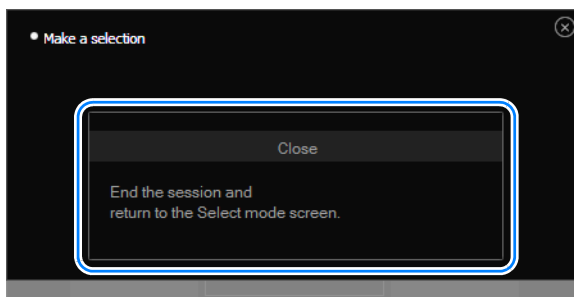 Make a selection
Close
End the session and
return to the Select mode screen.